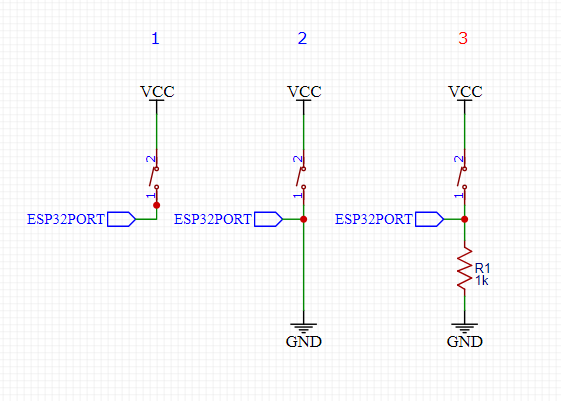 1
2
3
VCC
VCC
VCC
2
2
2
1
1
1
ESP32PORT
ESP32PORT
ESP32PORT
R1
1k
GND
GND